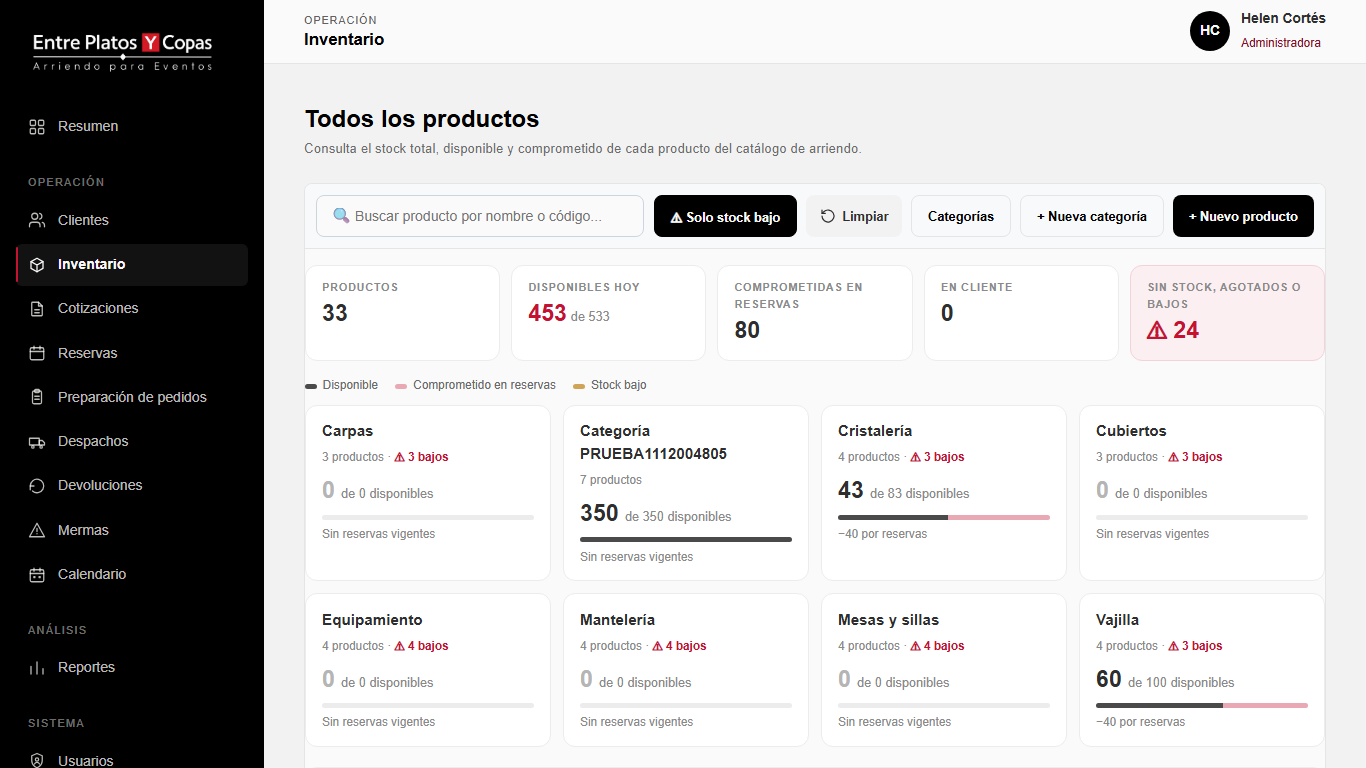 Entre Platos Y Copas
Arriendo para Eventos
Resumen
OPERACIÓN
Clientes
Inventario
Cotizaciones
Reservas
Preparación de pedidos
Despachos
Devoluciones
Mermas
Calendario
ANÁLISIS
Reportes
SISTEMA
Usuarios
OPERACIÓN
Inventario
HC
Helen Cortés
Administradora
Todos los productos
Consulta el stock total, disponible y comprometido de cada producto del catálogo de arriendo.
🔍 Buscar producto por nombre o código...
⚠ Solo stock bajo
Limpiar
Categorías
+ Nueva categoría
+ Nuevo producto
PRODUCTOS
33
DISPONIBLES HOY
453 de 533
COMPROMETIDAS EN
RESERVAS
80
EN CLIENTE
0
SIN STOCK, AGOTADOS O
BAJOS
⚠ 24
Disponible
Comprometido en reservas
Stock bajo
Carpas
3 productos · ⚠ 3 bajos
0 de 0 disponibles
Sin reservas vigentes
Categoría
PRUEBA1112004805
7 productos
350 de 350 disponibles
Sin reservas vigentes
Cristalería
4 productos · ⚠ 3 bajos
43 de 83 disponibles
−40 por reservas
Cubiertos
3 productos · ⚠ 3 bajos
0 de 0 disponibles
Sin reservas vigentes
Equipamiento
4 productos · ⚠ 4 bajos
0 de 0 disponibles
Sin reservas vigentes
Mantelería
4 productos · ⚠ 4 bajos
0 de 0 disponibles
Sin reservas vigentes
Mesas y sillas
4 productos · ⚠ 4 bajos
0 de 0 disponibles
Sin reservas vigentes
Vajilla
4 productos · ⚠ 3 bajos
60 de 100 disponibles
−40 por reservas